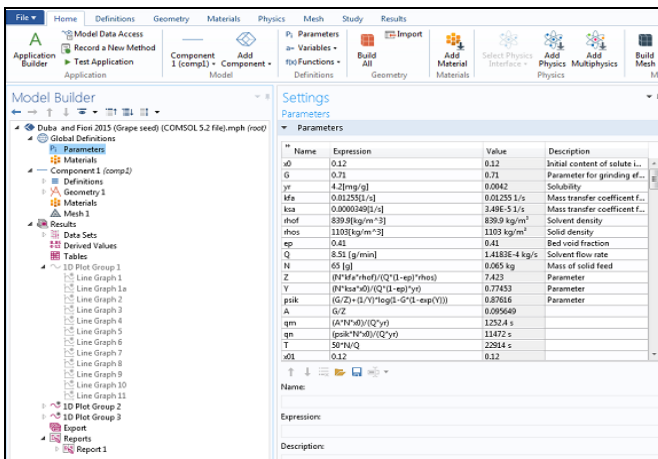 File Home Definitions Geometry Materials Physics Mesh Study Results
Application Builder
Model Data Access
Record a New Method
Test Application
Application
Component 1 (comp1)
Add Component
Model
Pi Parameters
a= Variables
f(x) Functions
Definitions
Build All
Import
Geometry
Add Material
Materials
Select Physics Interface
Add Physics
Add Multiphysics
Physics
Build Mesh
M
Model Builder
Duba and Fiori 2015 (Grape seed) (COMSOL 5.2 file).mph (root)
Global Definitions
Pi Parameters
Materials
Component 1 (comp1)
Definitions
Geometry 1
Materials
Mesh 1
Results
Data Sets
Derived Values
Tables
1D Plot Group 1
Line Graph 1
Line Graph 1a
Line Graph 2
Line Graph 3
Line Graph 4
Line Graph 5
Line Graph 6
Line Graph 7
Line Graph 8
Line Graph 9
Line Graph 10
Line Graph 11
1D Plot Group 2
1D Plot Group 3
Export
Reports
Report 1
Settings
Parameters
Parameters
Name Expression Value Description
x0 0.12 0.12 Initial content of solute i...
G 0.71 0.71 Parameter for grinding ef...
yr 4.2[mg/g] 0.0042 Solubility
kfa 0.01255[1/s] 0.01255 1/s Mass transfer coefficent f...
ksa 0.0000349[1/s] 3.49E-5 1/s Mass transfer coefficent f...
rhof 839.9[kg/m^3] 839.9 kg/m³ Solvent density
rhos 1103[kg/m^3] 1103 kg/m³ Solid density
ep 0.41 0.41 Bed void fraction
Q 8.51 [g/min] 1.4183E-4 kg/s Solvent flow rate
N 65 [g] 0.065 kg Mass of solid feed
Z (N*kfa*rhof)/(Q*(1-ep)*rhos) 7.423 Parameter
Y (N*ksa*x0)/(Q*(1-ep)*yr) 0.77453 Parameter
psik (G/Z)+(1/Y)*log(1-G*(1-exp(Y))) 0.87616 Parameter
A G/Z 0.095649
qm (A*N*x0)/(Q*yr) 1252.4 s
qn (psik*N*x0)/(Q*yr) 11472 s
T 50*N/Q 22914 s
x01 0.12 0.12
Name:
Expression:
Description: